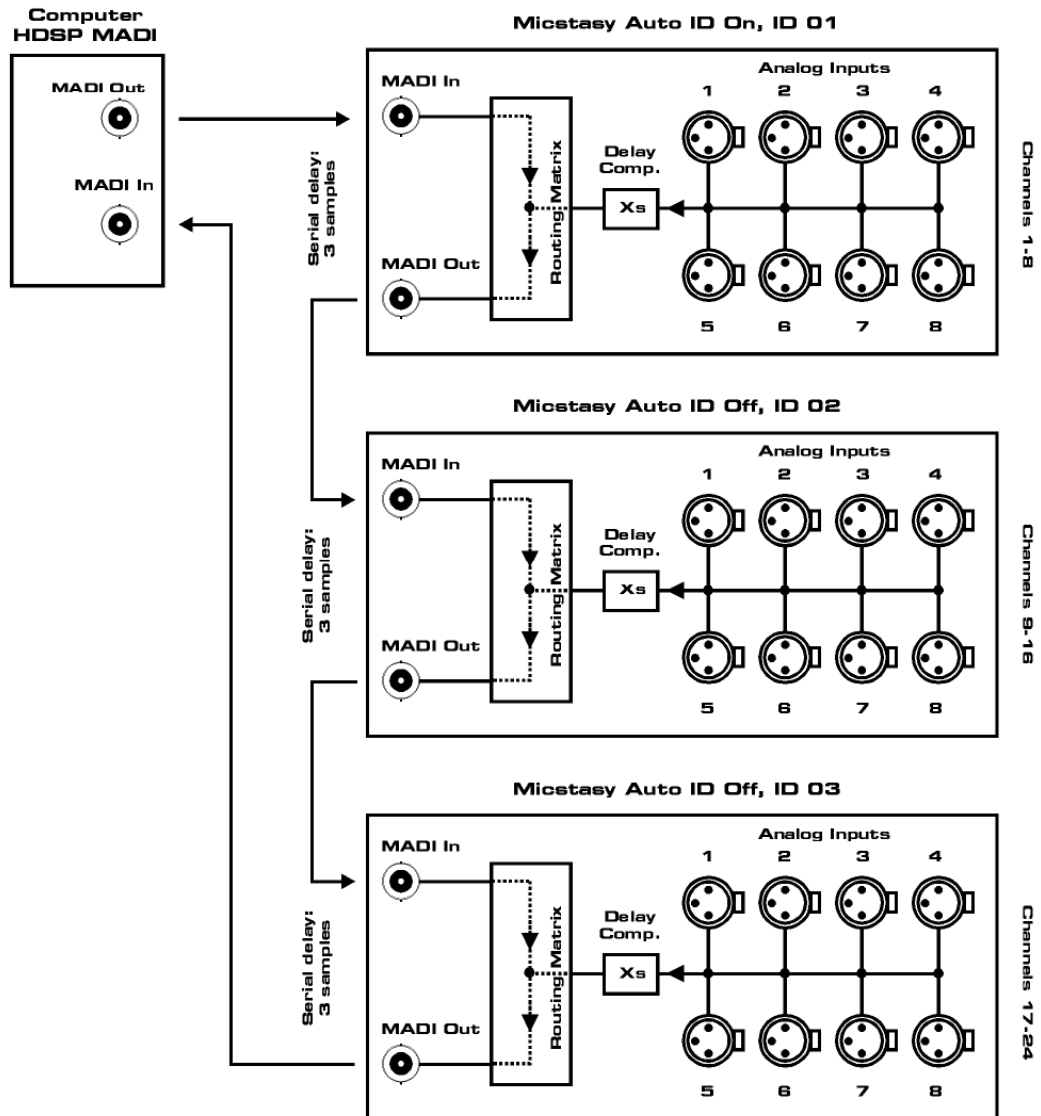 Computer
HDSP MADI
MADI Out
MADI In
Micstasy Auto ID On, ID 01
MADI In
Analog Inputs
1 2 3 4
Delay
Comp.
Xs
Routing Matrix
Serial delay:
3 samples
MADI Out
5 6 7 8
Channels 1-8
Micstasy Auto ID Off, ID 02
MADI In
Analog Inputs
1 2 3 4
Delay
Comp.
Xs
Routing Matrix
Serial delay:
3 samples
MADI Out
5 6 7 8
Channels 9-16
Micstasy Auto ID Off, ID 03
MADI In
Analog Inputs
1 2 3 4
Delay
Comp.
Xs
Routing Matrix
Serial delay:
3 samples
MADI Out
5 6 7 8
Channels 17-24